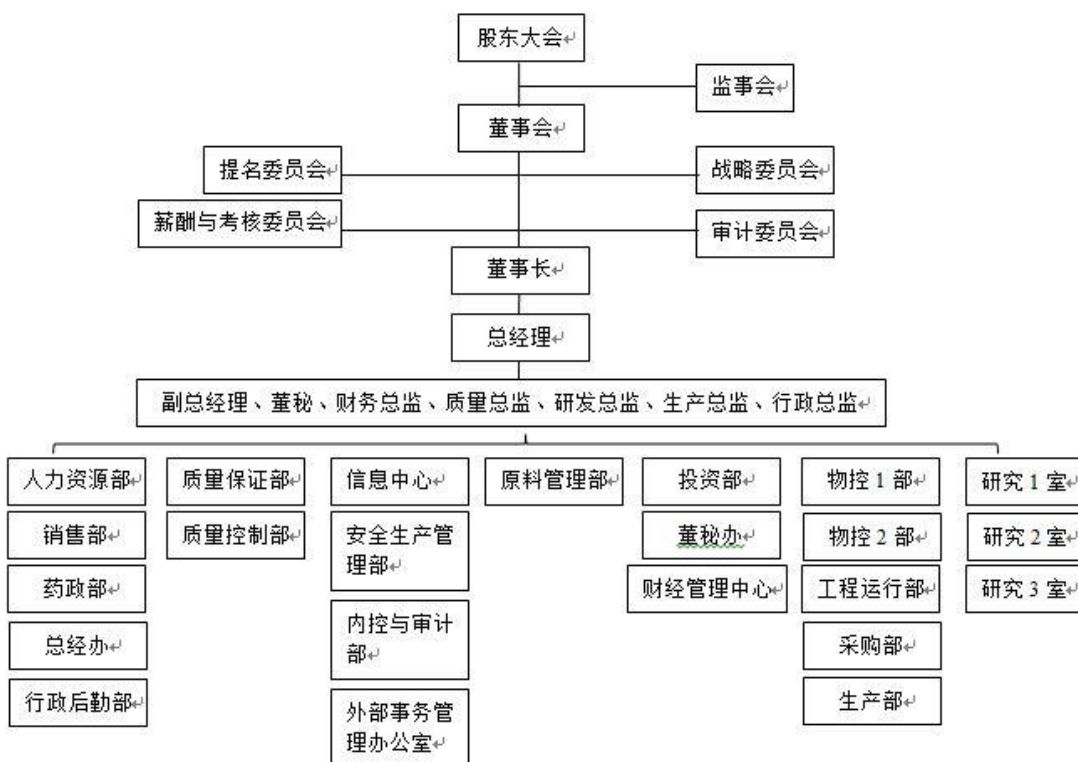 股东大会
监事会
董事会
提名委员会
战略委员会
薪酬与考核委员会
审计委员会
董事长
总经理
副总经理、董秘、财务总监、质量总监、研发总监、生产总监、行政总监
人力资源部
质量保证部
信息中心
原料管理部
投资部
物控1部
研究1室
销售部
质量控制部
安全生产管
理部
董秘办
物控2部
研究2室
药政部
财经管理中心
工程运行部
研究3室
总经办
内控与审计
部
采购部
行政后勤部
外部事务管
理办公室
生产部